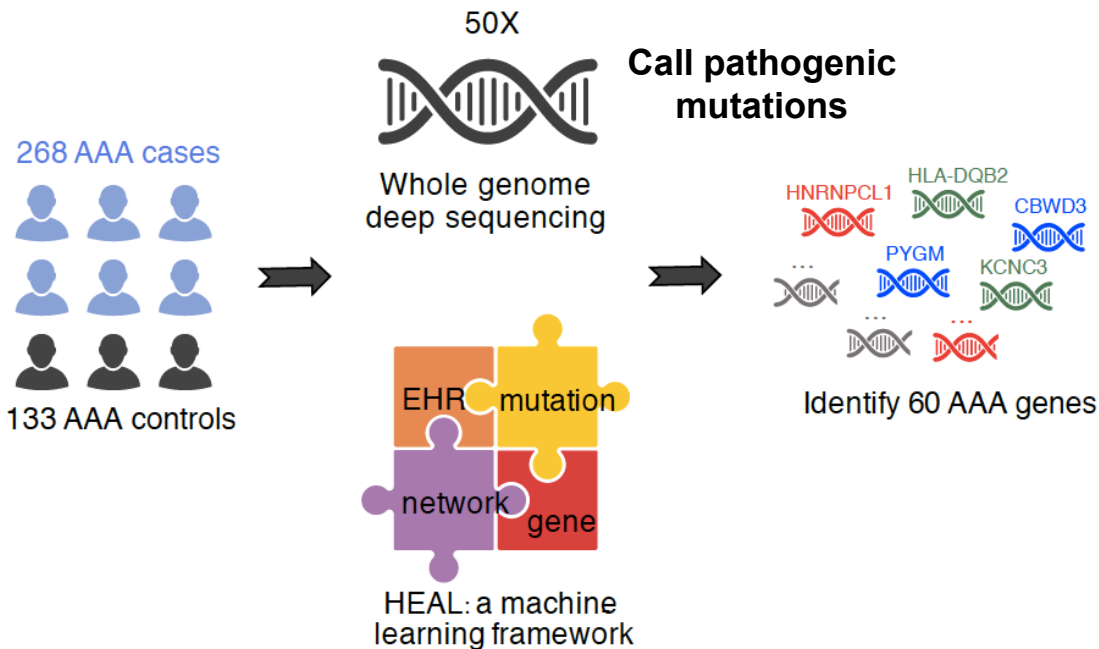 268 AAA cases
133 AAA controls
50X
Whole genome
deep sequencing
EHR
mutation
network
gene
HEAL: a machine
learning framework
Call pathogenic
mutations
HNRNPCL1
HLA-DQB2
CBWD3
PYGM
KCNC3
...
...
...
Identify 60 AAA genes